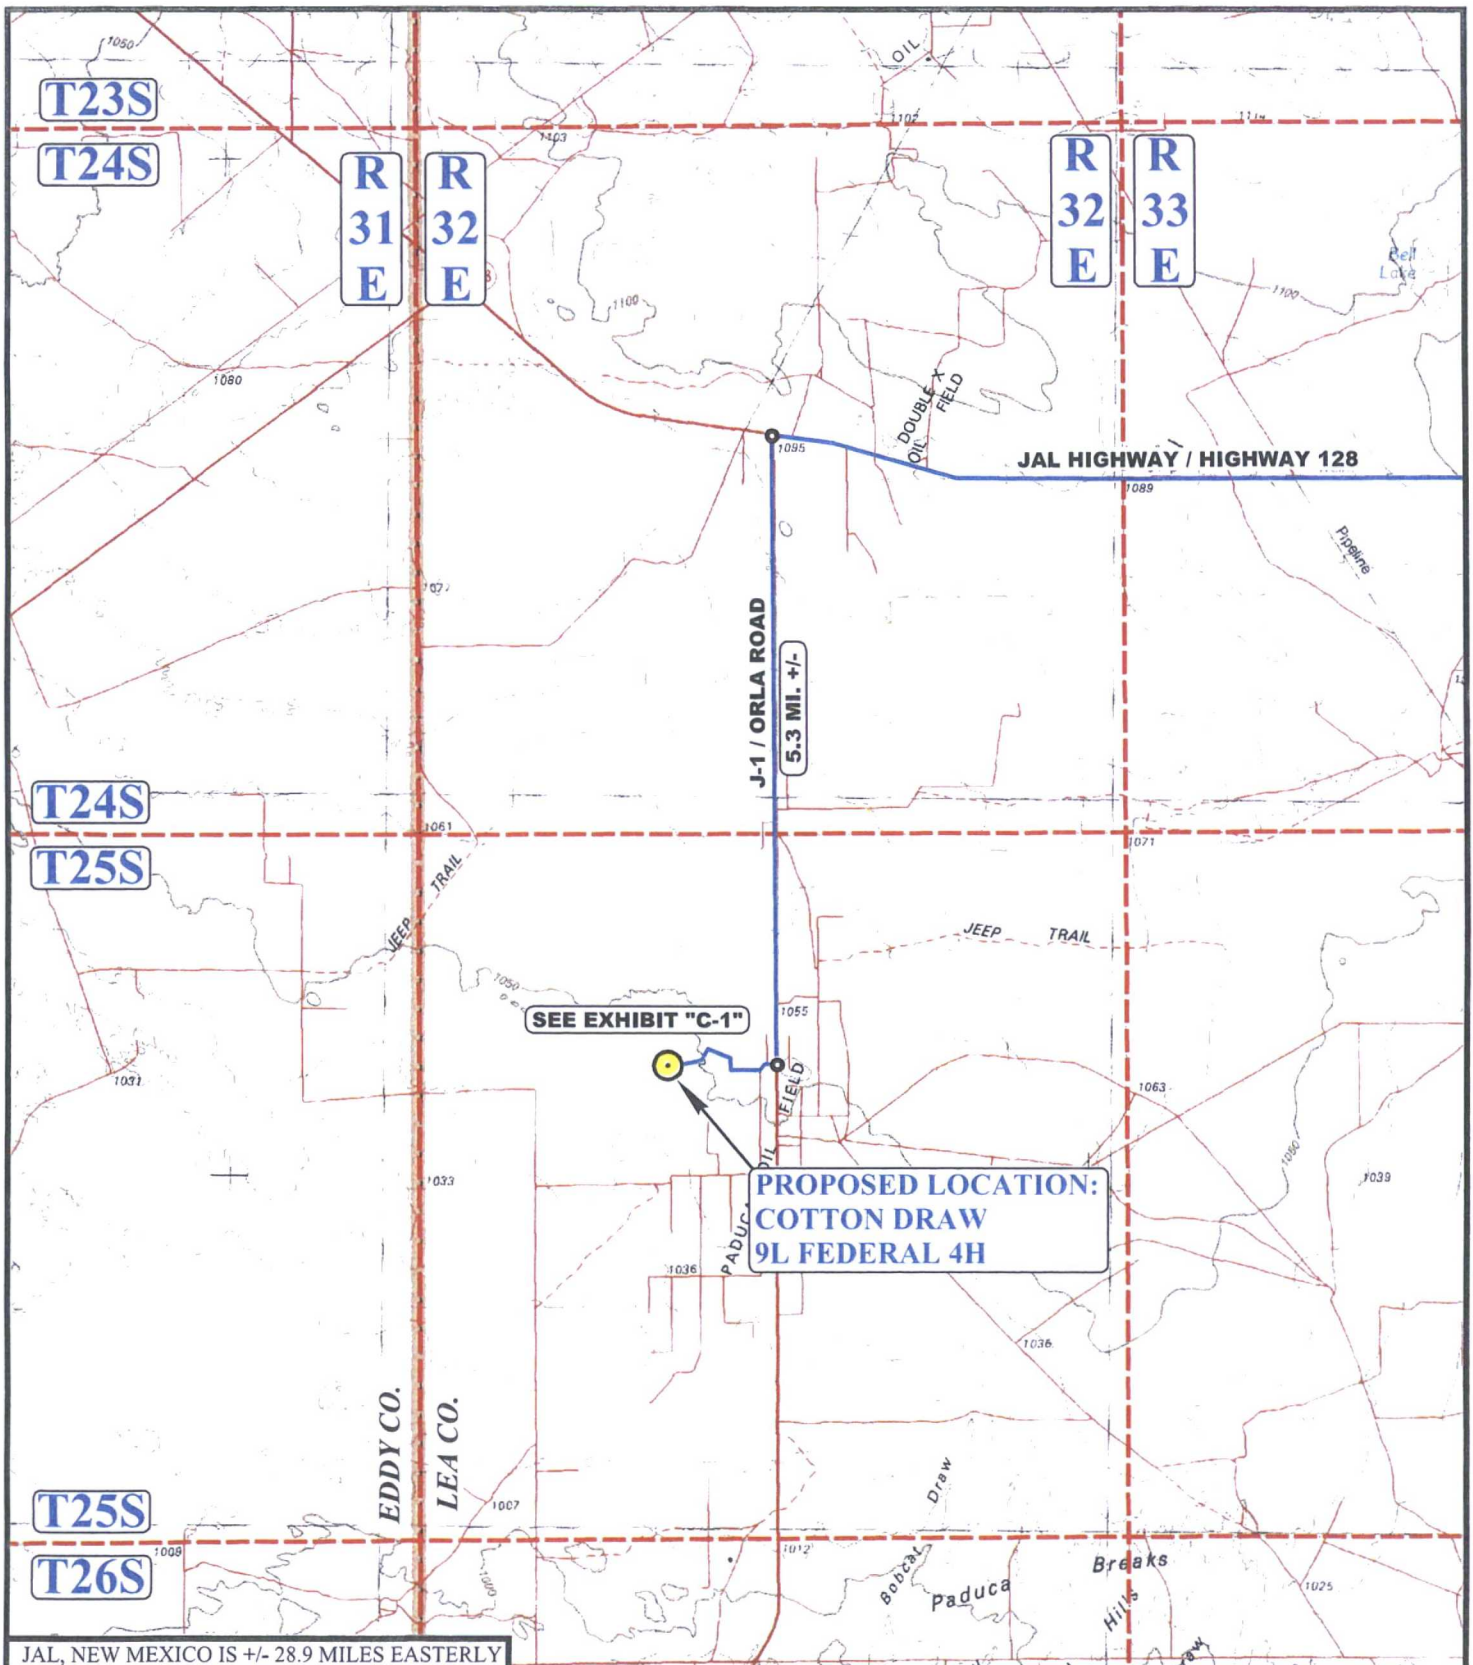 1050
OIL
T23S
1102
1103
T24S
R
31
E
R
32
E
R
32
E
R
33
E
Bell
Lake
1100
1100
1080
DOUBLE X
OIL FIELD
1095
JAL HIGHWAY / HIGHWAY 128
1089
Pipeline
J-1 / ORLA ROAD
5.3 MI. +/-
T24S
1061
1071
T25S
JEEP TRAIL
JEEP TRAIL
1050
1055
SEE EXHIBIT "C-1"
1031
FIELD
1063
1050
OIL
1033
1039
PROPOSED LOCATION:
COTTON DRAW
9L FEDERAL 4H
1036
1036
EDDY CO.
LEA CO.
Draw
T25S
1007
1009
1012
Bobcat
Breaks
T26S
1000
Paduca
1025
Hills
JAL, NEW MEXICO IS +/- 28.9 MILES EASTERLY